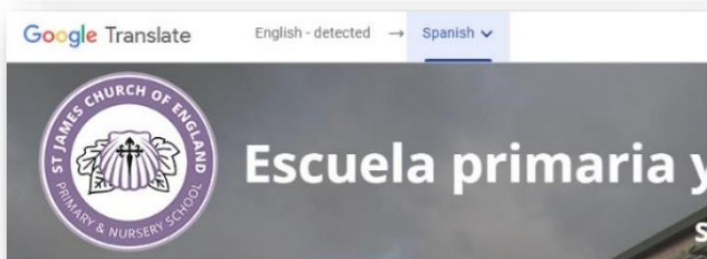 Google Translate
English - detected → Spanish
ST JAMES CHURCH OF ENGLAND
PRIMARY & NURSERY SCHOOL
Escuela primaria y